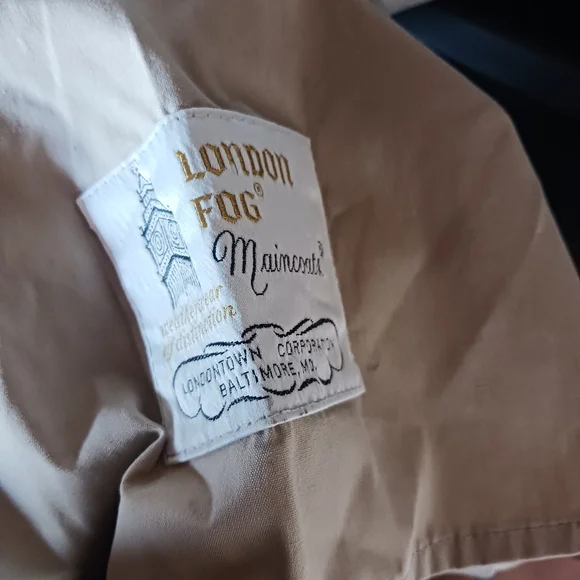 LONDON
FOG®
Maincoats®
weatherwear
of distinction
LONDONTOWN CORPORATION
BALTIMORE, MD.